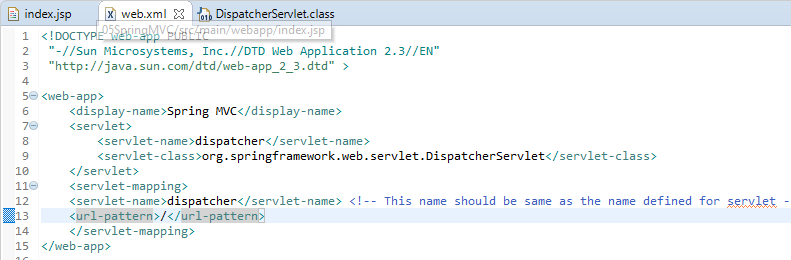 index.jsp
web.xml
DispatcherServlet.class
05SpringMVC/src/main/webapp/index.jsp
1 <!DOCTYPE web-app PUBLIC
2 "-//Sun Microsystems, Inc.//DTD Web Application 2.3//EN"
3 "http://java.sun.com/dtd/web-app_2_3.dtd" >
4
5 <web-app>
6 <display-name>Spring MVC</display-name>
7 <servlet>
8 <servlet-name>dispatcher</servlet-name>
9 <servlet-class>org.springframework.web.servlet.DispatcherServlet</servlet-class>
10 </servlet>
11 <servlet-mapping>
12 <servlet-name>dispatcher</servlet-name> <!-- This name should be same as the name defined for servlet -
13 <url-pattern>/</url-pattern>
14 </servlet-mapping>
15 </web-app>